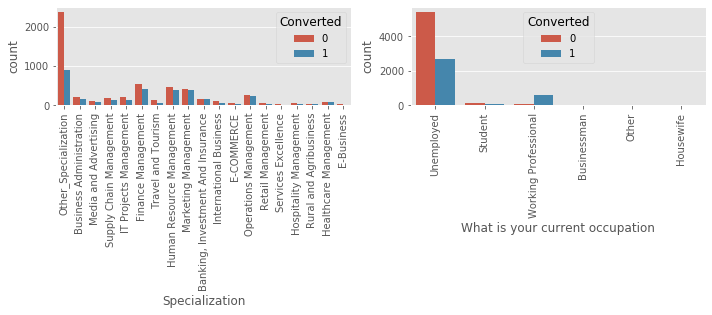 Converted
0
1
count
2000
1000
0
Other_Specialization
Business Administration
Media and Advertising
Supply Chain Management
IT Projects Management
Finance Management
Travel and Tourism
Human Resource Management
Marketing Management
Banking, Investment And Insurance
International Business
E-COMMERCE
Operations Management
Retail Management
Services Excellence
Hospitality Management
Rural and Agribusiness
Healthcare Management
E-Business
Specialization
Converted
0
1
count
4000
2000
0
Unemployed
Student
Working Professional
Businessman
Other
Housewife
What is your current occupation